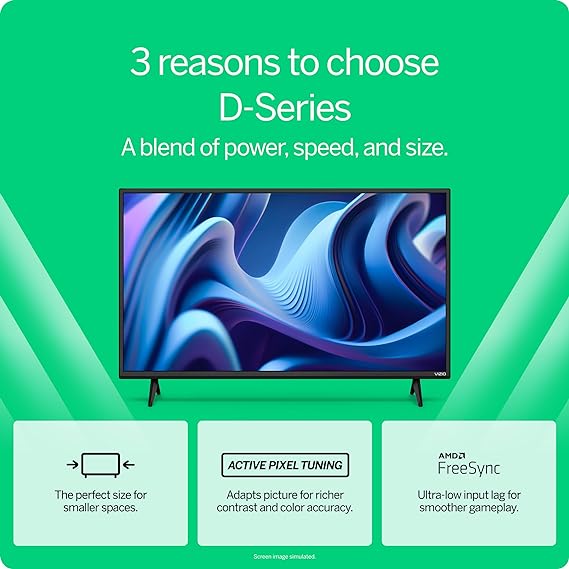 3 reasons to choose
D-Series
A blend of power, speed, and size.
VIZIO
The perfect size for
smaller spaces.
ACTIVE PIXEL TUNING
Adapts picture for richer
contrast and color accuracy.
AMD
FreeSync
Ultra-low input lag for
smoother gameplay.
Screen image simulated.